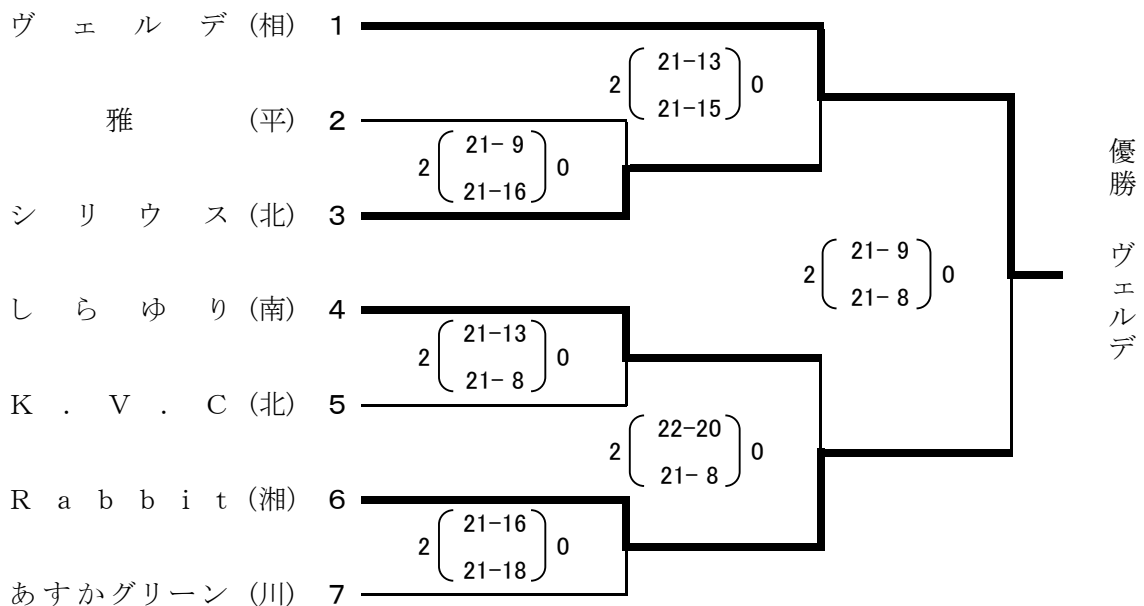 ヴェルデ (相) 1
21-13
2 0
21-15
雅 (平) 2
21- 9
2 0
21-16
シリウス (北) 3
21- 9
2 0
21- 8
しらゆり (南) 4
21-13
2 0
21- 8
K.V.C (北) 5
22-20
2 0
21- 8
Rabbit (湘) 6
21-16
2 0
21-18
あすかグリーン (川) 7
優勝 ヴェルデ